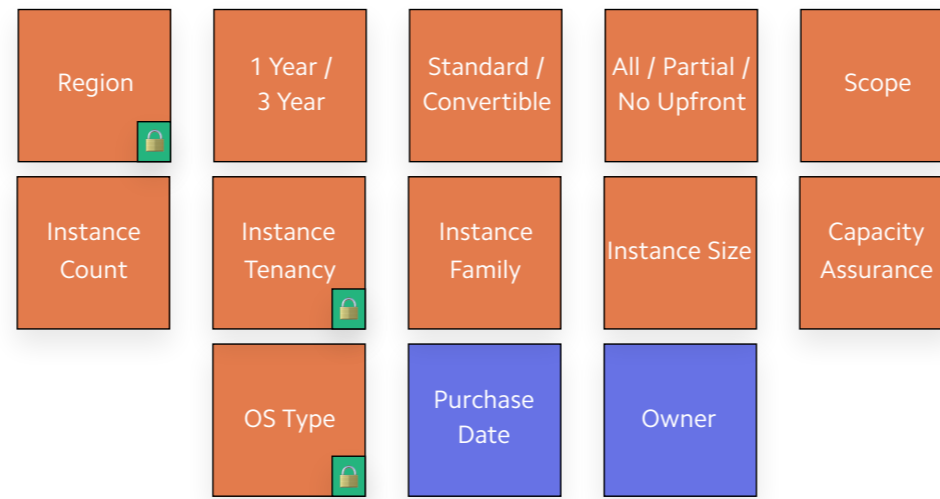 Region
1 Year /
3 Year
Standard /
Convertible
All / Partial /
No Upfront
Scope
Instance
Count
Instance
Tenancy
Instance
Family
Instance Size
Capacity
Assurance
OS Type
Purchase
Date
Owner